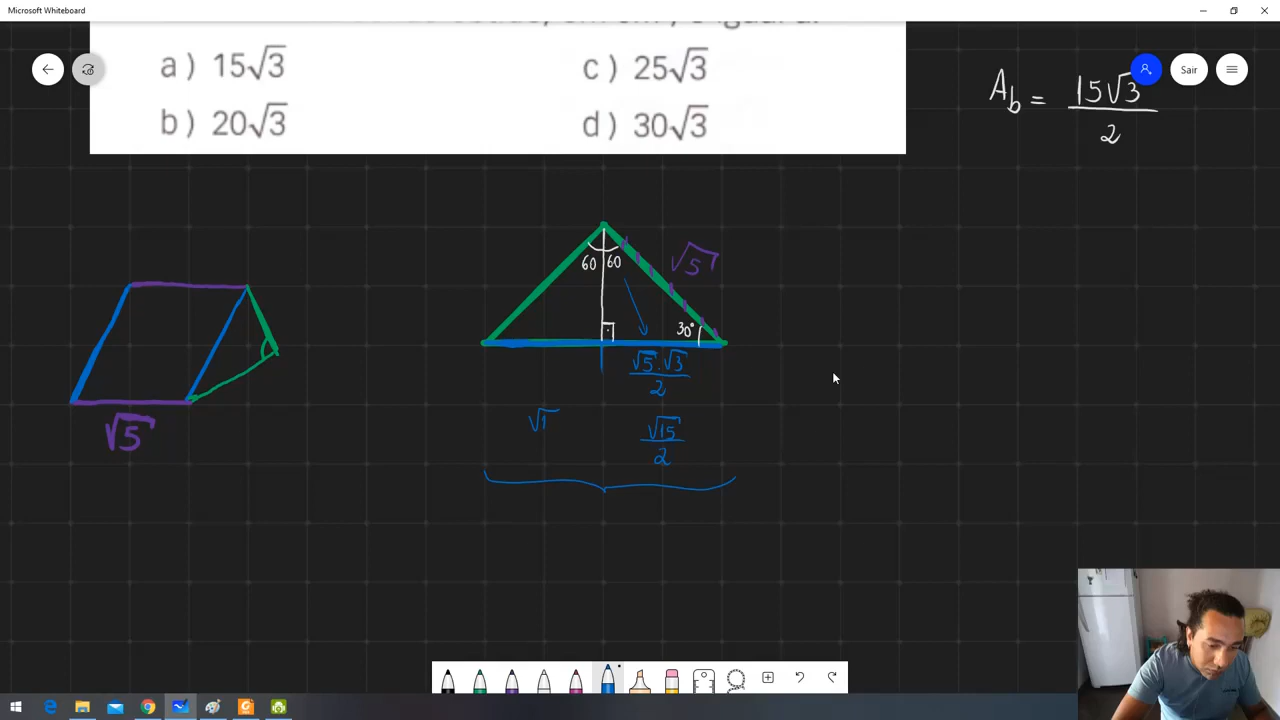 Microsoft Whiteboard
a ) 15√3
c ) 25√3
b ) 20√3
d ) 30√3
Sair
A_b = 15√3 / 2
60 60
√5
30°
√5 . √3 / 2
√1
√15 / 2
√5